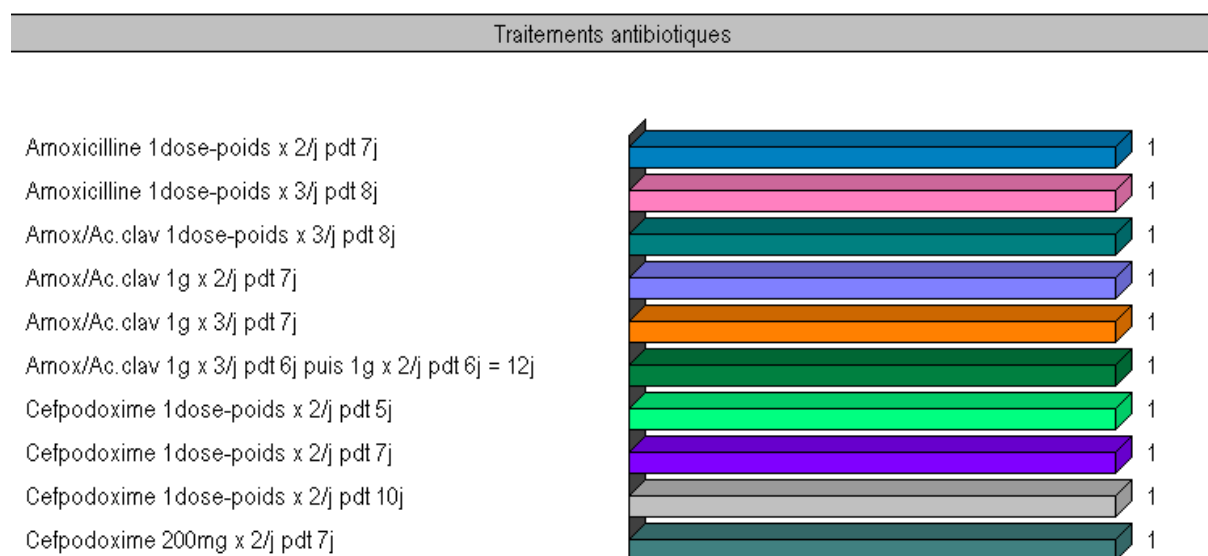 Traitements antibiotiques
Amoxicilline 1dose-poids x 2/j pdt 7j 1
Amoxicilline 1dose-poids x 3/j pdt 8j 1
Amox/Ac.clav 1dose-poids x 3/j pdt 8j 1
Amox/Ac.clav 1g x 2/j pdt 7j 1
Amox/Ac.clav 1g x 3/j pdt 7j 1
Amox/Ac.clav 1g x 3/j pdt 6j puis 1g x 2/j pdt 6j = 12j 1
Cefpodoxime 1dose-poids x 2/j pdt 5j 1
Cefpodoxime 1dose-poids x 2/j pdt 7j 1
Cefpodoxime 1dose-poids x 2/j pdt 10j 1
Cefpodoxime 200mg x 2/j pdt 7j 1